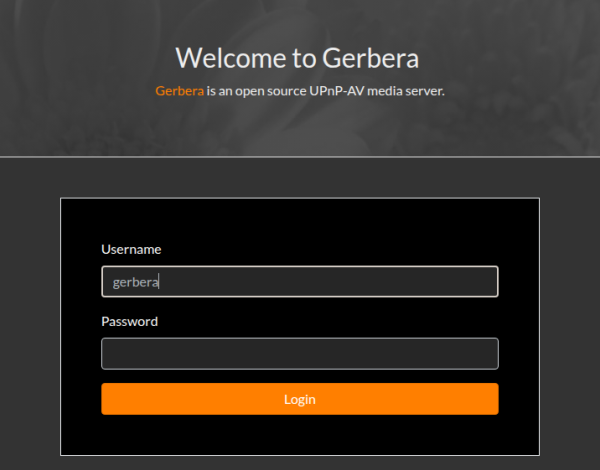 Welcome to Gerbera
Gerbera is an open source UPnP-AV media server.
Username
gerbera
Password
Login